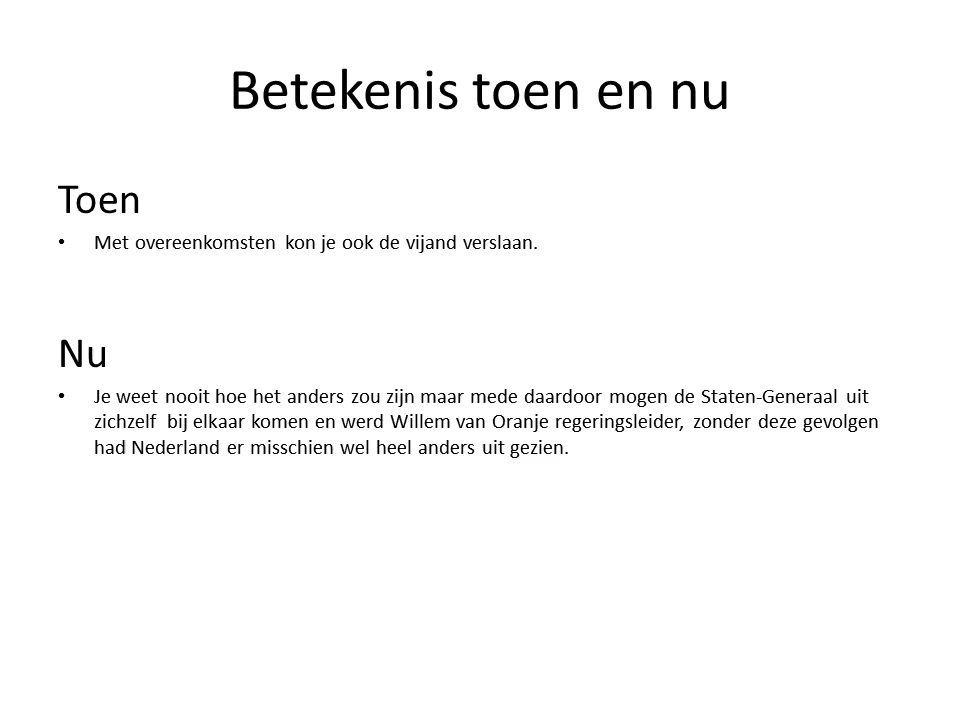 Betekenis toen en nu
Toen
• Met overeenkomsten kon je ook de vijand verslaan.
Nu
• Je weet nooit hoe het anders zou zijn maar mede daardoor mogen de Staten-Generaal uit
zichzelf bij elkaar komen en werd Willem van Oranje regeringsleider, zonder deze gevolgen
had Nederland er misschien wel heel anders uit gezien.